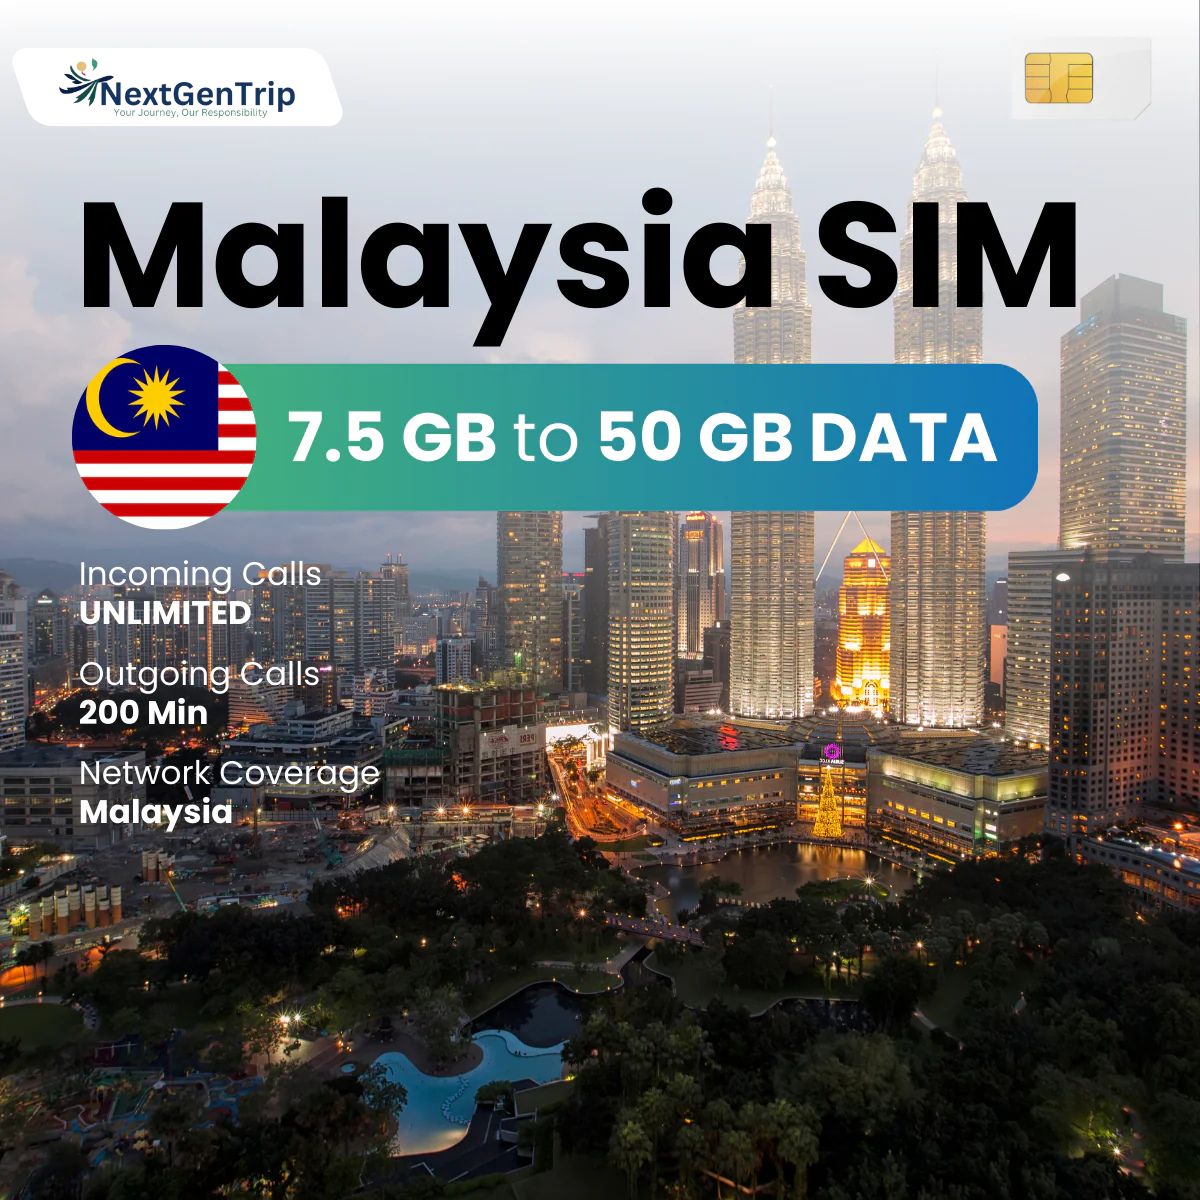 NextGenTrip
Your Journey, Our Responsibility
Malaysia SIM
7.5 GB to 50 GB DATA
Incoming Calls
UNLIMITED
Outgoing Calls
200 Min
Network Coverage
Malaysia